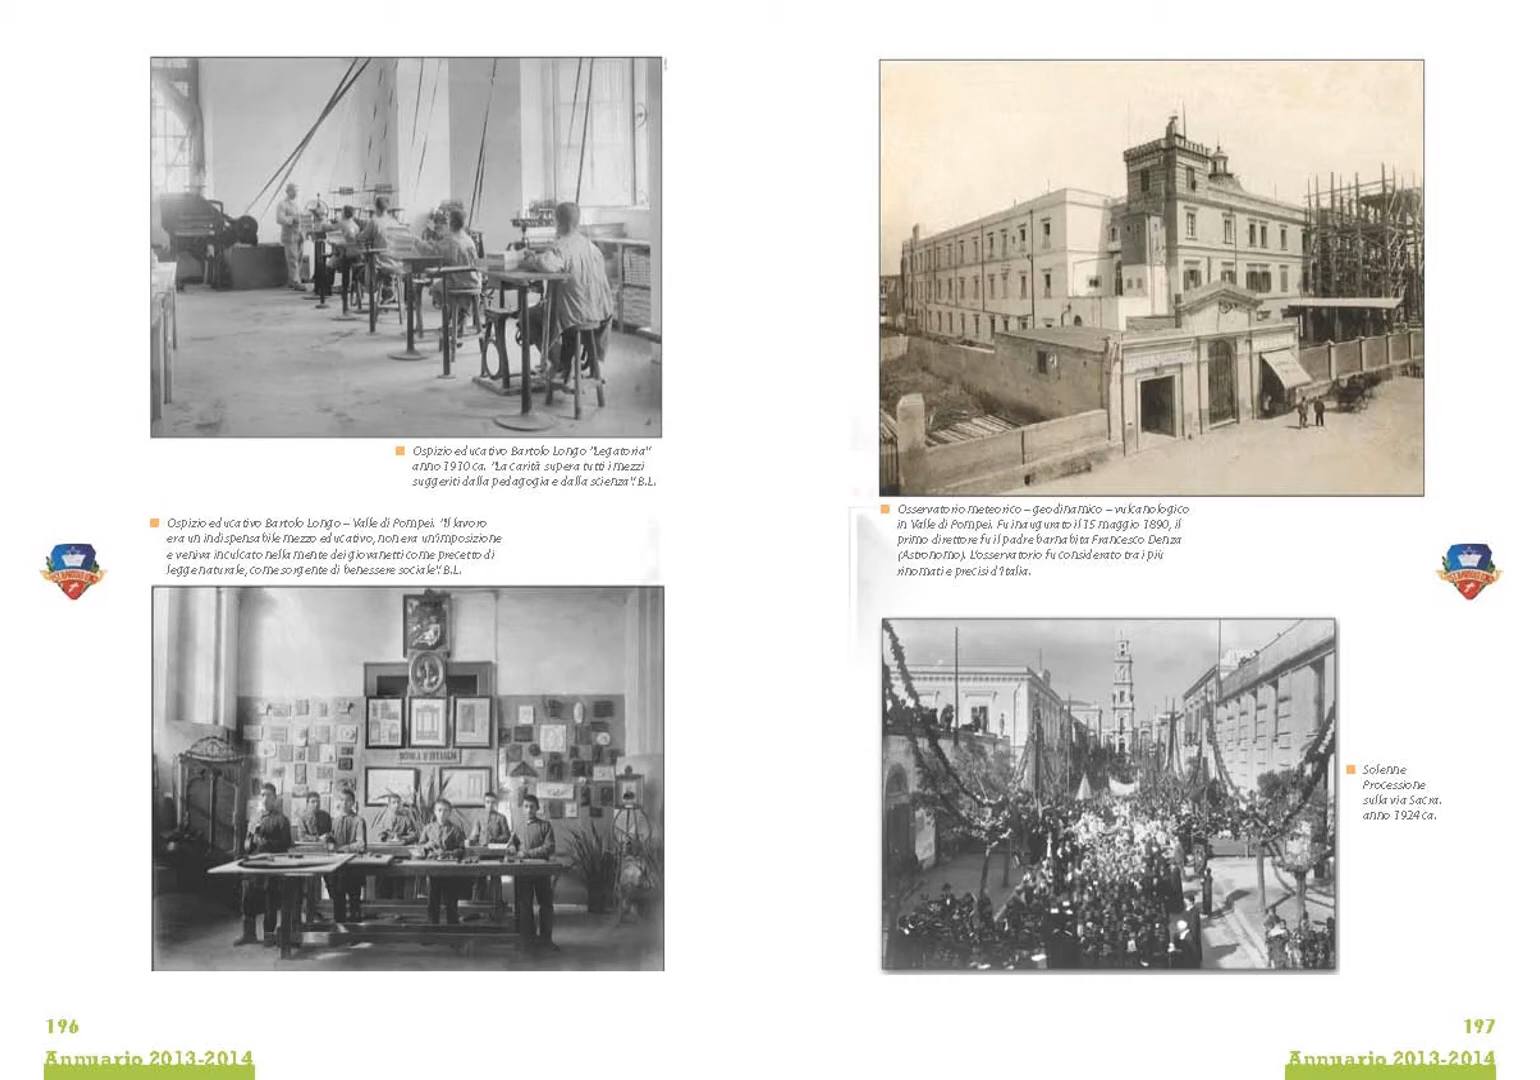 Ospizio educativo Bartolo Longo "Legatoria"
anno 1910 ca. "La carità supera tutti i mezzi
suggeriti dalla pedagogia e dalla scienza". B.L.
Ospizio educativo Bartolo Longo – Valle di Pompei. "Il lavoro
era un indispensabile mezzo educativo, non era un'imposizione
e veniva inculcato nella mente dei giovanetti come precetto di
legge naturale, come sorgente di benessere sociale". B.L.
SCUOLA D'INTAGLIO
196
Annuario 2013-2014
Osservatorio meteorico – geodinamico – vulcanologico
in Valle di Pompei. Fu inaugurato il 15 maggio 1890, il
primo direttore fu il padre barnabita Francesco Denza
(Astronomo). L'osservatorio fu considerato tra i più
rinomati e precisi d'Italia.
Solenne
Processione
sulla via Sacra.
anno 1924 ca.
197
Annuario 2013-2014